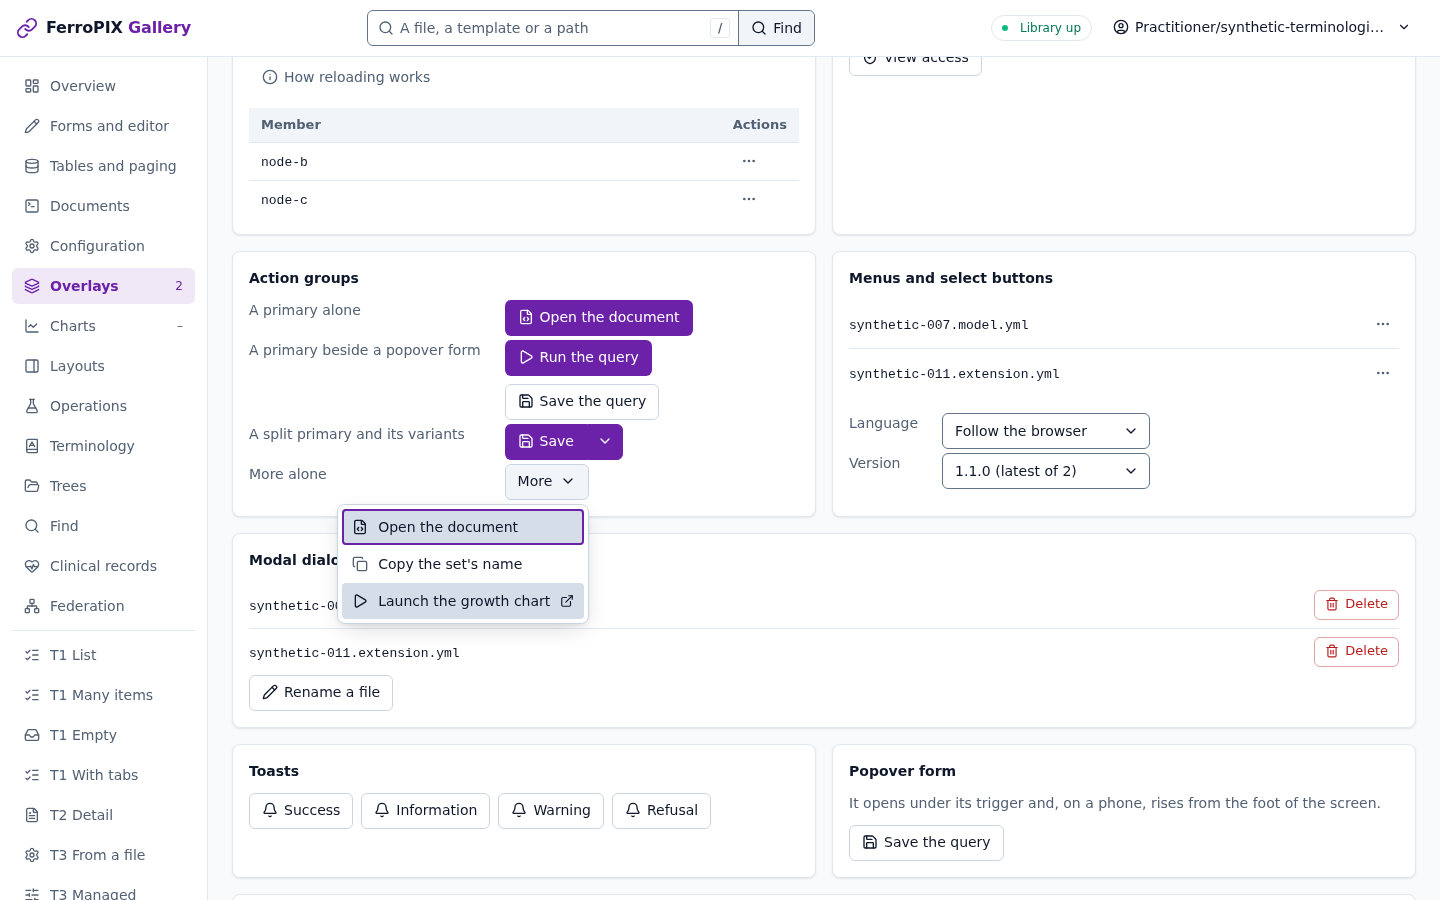 FerroPIX Gallery
A file, a template or a path
/
Find
Library up
Practitioner/synthetic-terminologi...
Overview
Forms and editor
Tables and paging
Documents
Configuration
Overlays 2
Charts –
Layouts
Operations
Terminology
Trees
Find
Clinical records
Federation
T1 List
T1 Many items
T1 Empty
T1 With tabs
T2 Detail
T3 From a file
T3 Managed
How reloading works
Member Actions
node-b
node-c
View access
Action groups
A primary alone
Open the document
A primary beside a popover form
Run the query
Save the query
A split primary and its variants
Save
More alone
More
Open the document
Copy the set's name
Launch the growth chart
Menus and select buttons
synthetic-007.model.yml
synthetic-011.extension.yml
Language
Follow the browser
Version
1.1.0 (latest of 2)
Modal dialo
synthetic-00
Delete
synthetic-011.extension.yml
Delete
Rename a file
Toasts
Success
Information
Warning
Refusal
Popover form
It opens under its trigger and, on a phone, rises from the foot of the screen.
Save the query